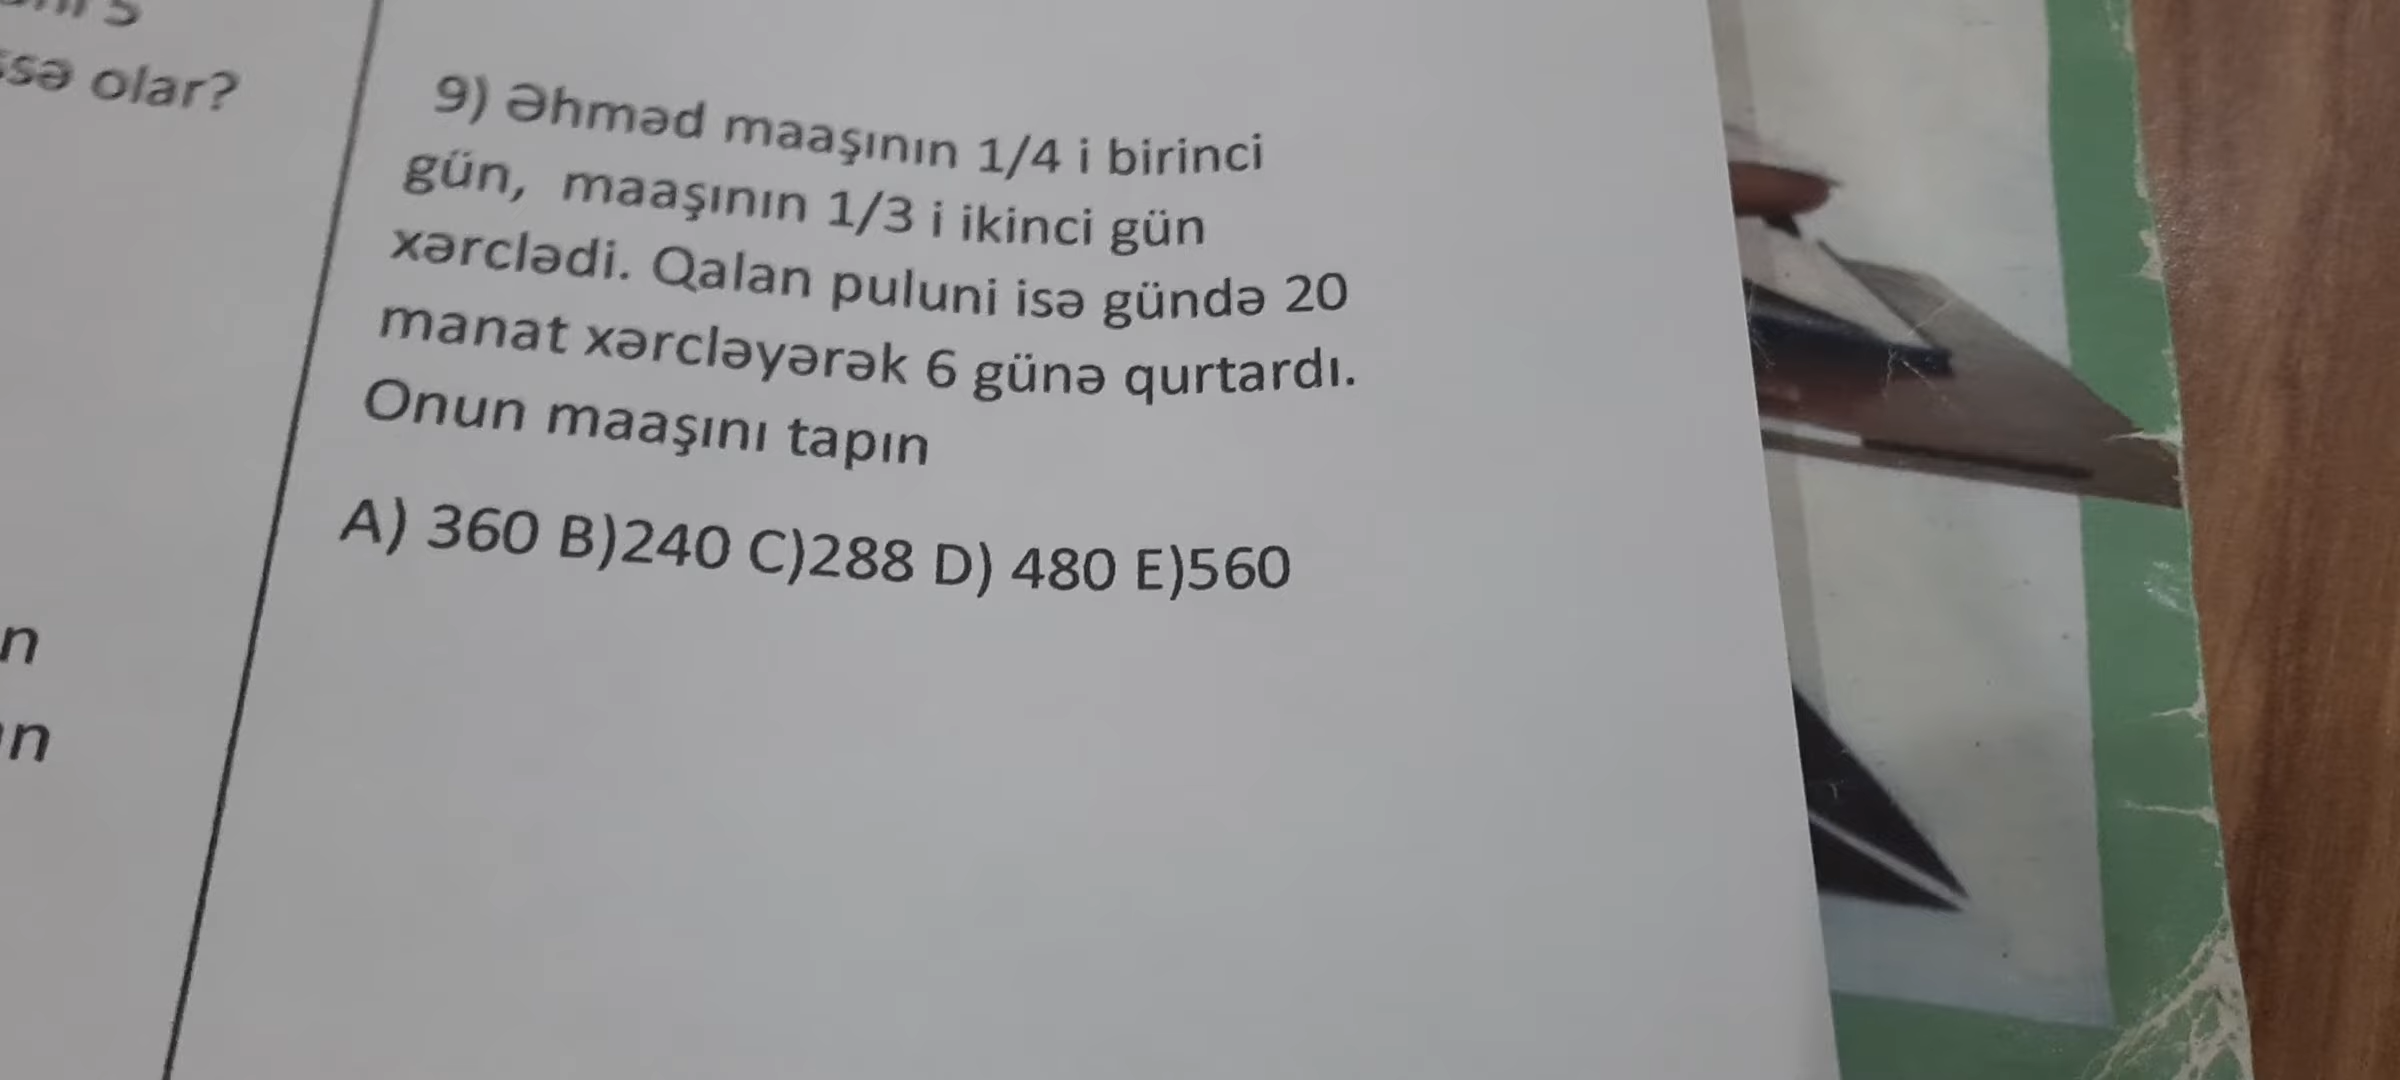 sə olar?
9) Əhməd maaşının 1/4 i birinci
gün, maaşının 1/3 i ikinci gün
xərclədi. Qalan puluni isə gündə 20
manat xərcləyərək 6 günə qurtardı.
Onun maaşını tapın
A) 360 B)240 C)288 D) 480 E)560
n
n